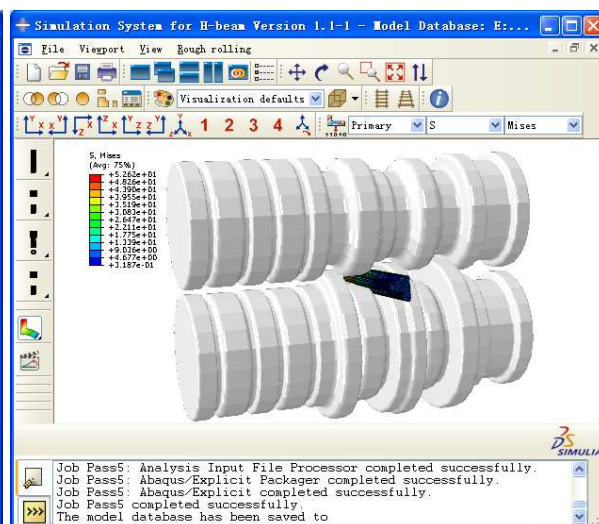 Simulation System for H-beam Version 1.1-1 - Model Database: E:...
File Viewport View Rough rolling
Visualization defaults
1 2 3 4 Primary S Mises
S, Mises
(Avg: 75%)
+5.262e+01
+4.826e+01
+4.390e+01
+3.955e+01
+3.519e+01
+3.083e+01
+2.647e+01
+2.211e+01
+1.775e+01
+1.339e+01
+9.036e+00
+4.677e+00
+3.187e-01
SIMULIA
Job Pass5: Analysis Input File Processor completed successfully.
Job Pass5: Abaqus/Explicit Packager completed successfully.
Job Pass5: Abaqus/Explicit completed successfully.
Job Pass5 completed successfully.
The model database has been saved to